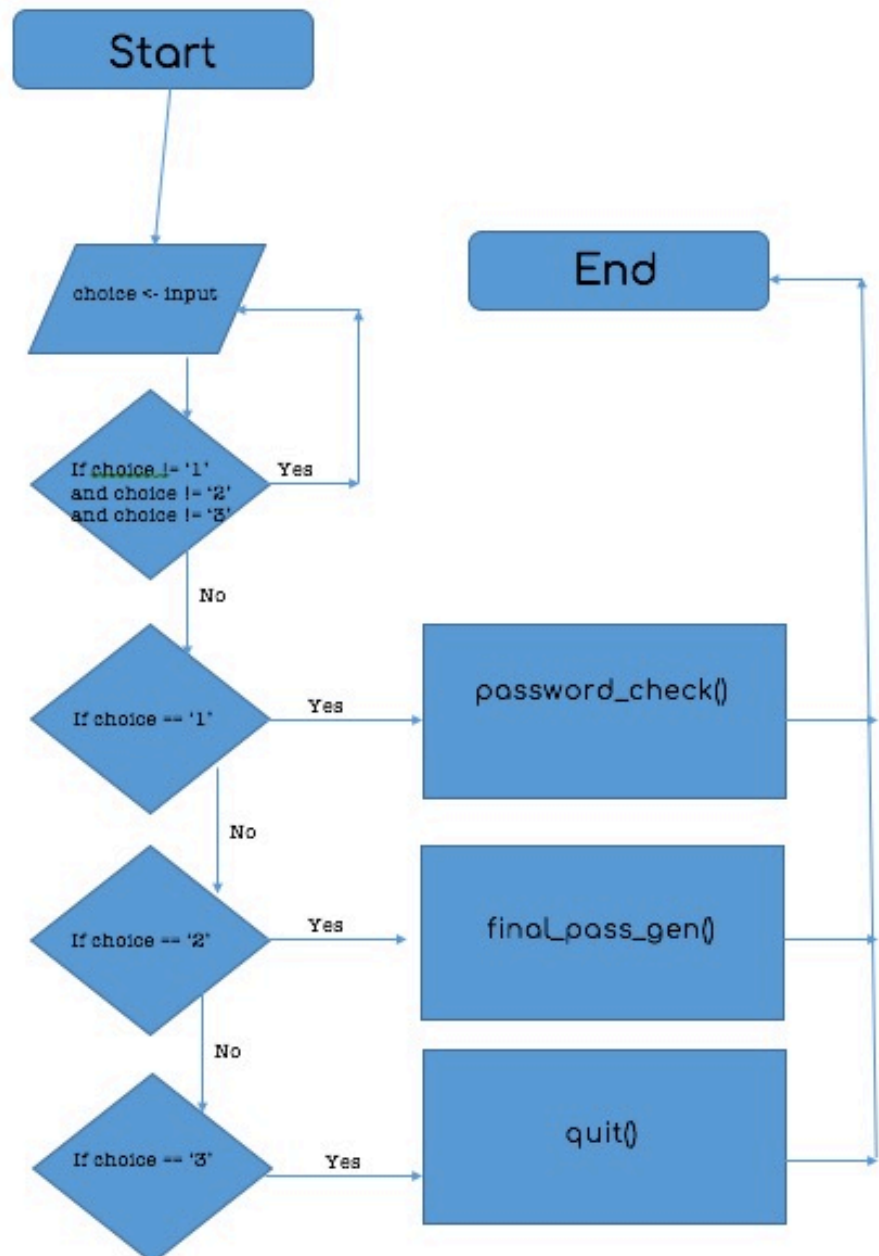 Start
choice <- input
End
If choice != ‘1’
and choice != ‘2’
and choice != ‘3’
Yes
No
If choice == ‘1’
Yes
password_check()
No
If choice == ‘2’
Yes
final_pass_gen()
No
If choice == ‘3’
Yes
quit()